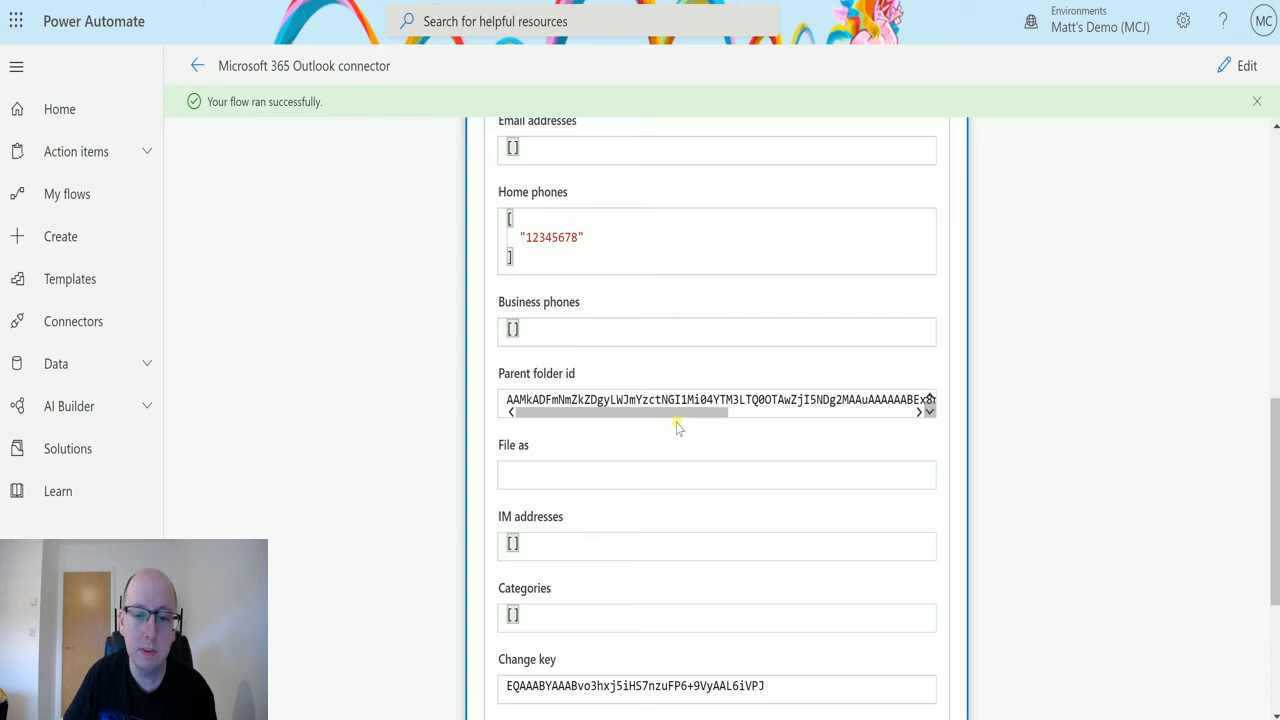 Power Automate
Search for helpful resources
Environments
Matt's Demo (MCJ)
?
MC
Microsoft 365 Outlook connector
Edit
Your flow ran successfully.
Home
Action items
My flows
Create
Templates
Connectors
Data
AI Builder
Solutions
Learn
Email addresses
[]
Home phones
[
"12345678"
]
Business phones
[]
Parent folder id
AAMkADFmNmZkZDgyLWJmYzctNGI1Mi04YTM3LTQ0OTAwZjI5NDg2MAAuAAAAAABEx8
File as
IM addresses
[]
Categories
[]
Change key
EQAAABYAAABvo3hxj5iHS7nzuFP6+9VyAAL6iVPJ